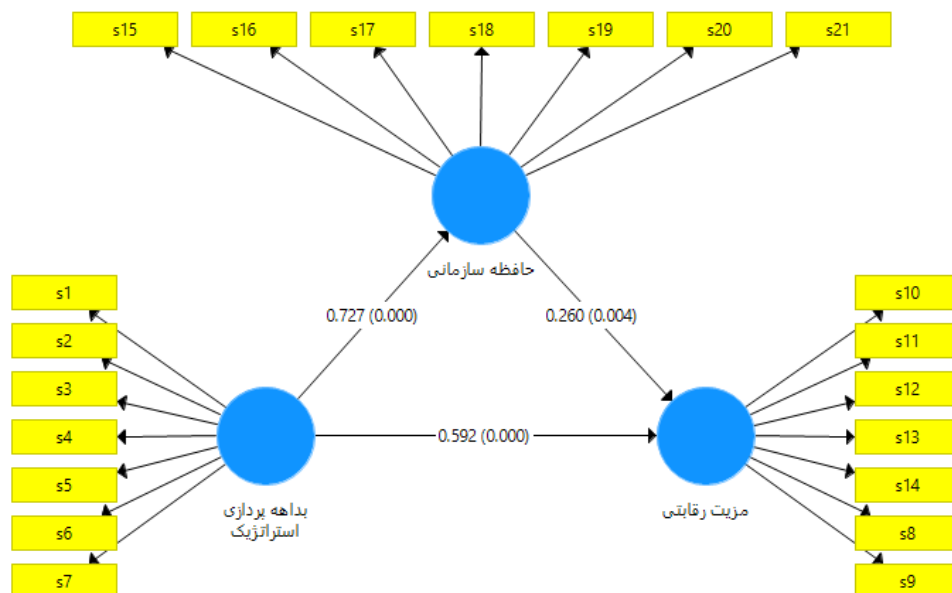 s15
s16
s17
s18
s19
s20
s21
حافظه سازمانی
0.727 (0.000)
0.260 (0.004)
s1
s2
s3
s4
s5
s6
s7
0.592 (0.000)
بداهه پردازی
استراتژیک
مزیت رقابتی
s10
s11
s12
s13
s14
s8
s9